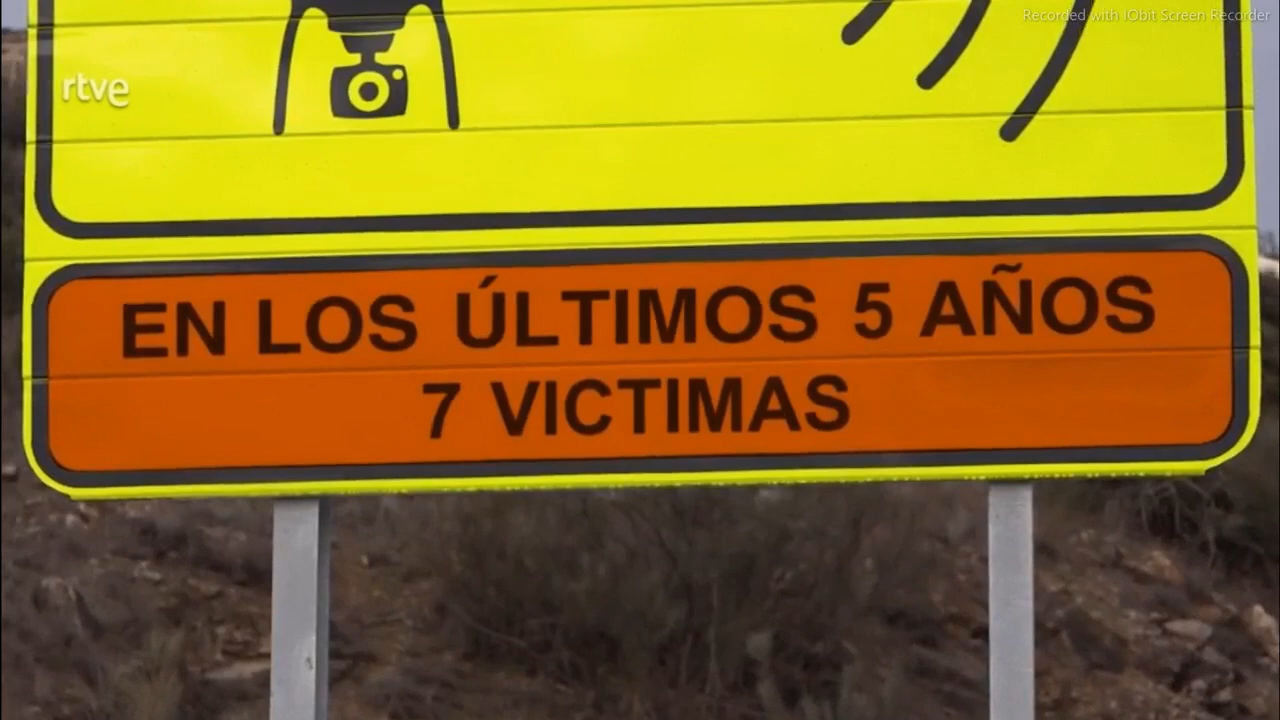 Recorded with IObit Screen Recorder
rtve
EN LOS ÚLTIMOS 5 AÑOS
7 VICTIMAS